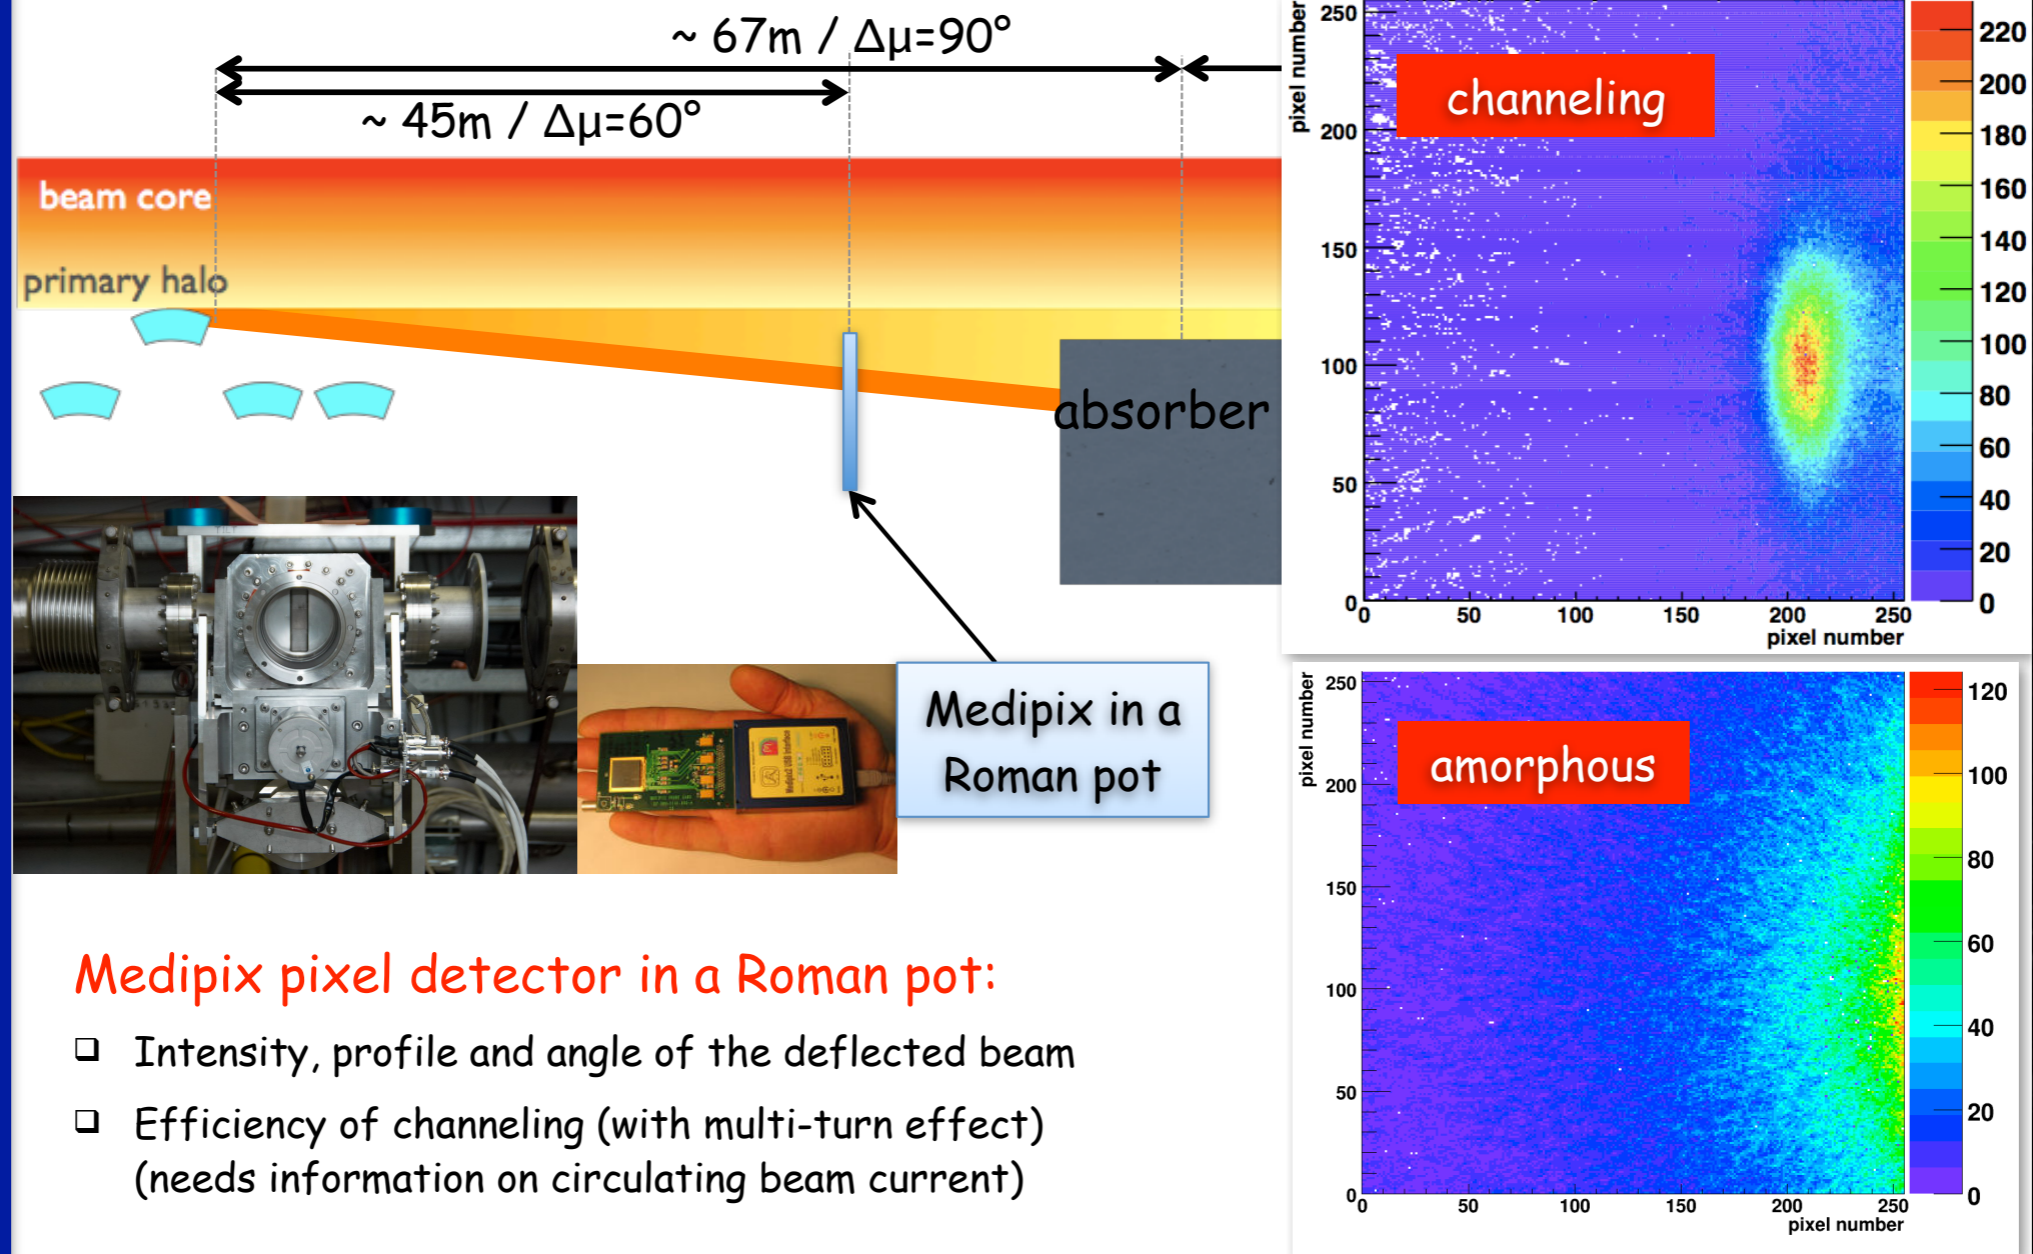 ~ 67m / Δμ=90°
~ 45m / Δμ=60°
beam core
primary halo
absorber
Medipix in a
Roman pot
Medipix pixel detector in a Roman pot:
Intensity, profile and angle of the deflected beam
Efficiency of channeling (with multi-turn effect)
(needs information on circulating beam current)
channeling
pixel number
250
200
150
100
50
0
0 50 100 150 200 250
pixel number
220
200
180
160
140
120
100
80
60
40
20
0
amorphous
pixel number
250
200
150
100
50
0
0 50 100 150 200 250
pixel number
120
100
80
60
40
20
0